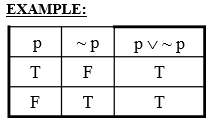 EXAMPLE:
p ~ p p ∨ ~ p
T F T
F T T